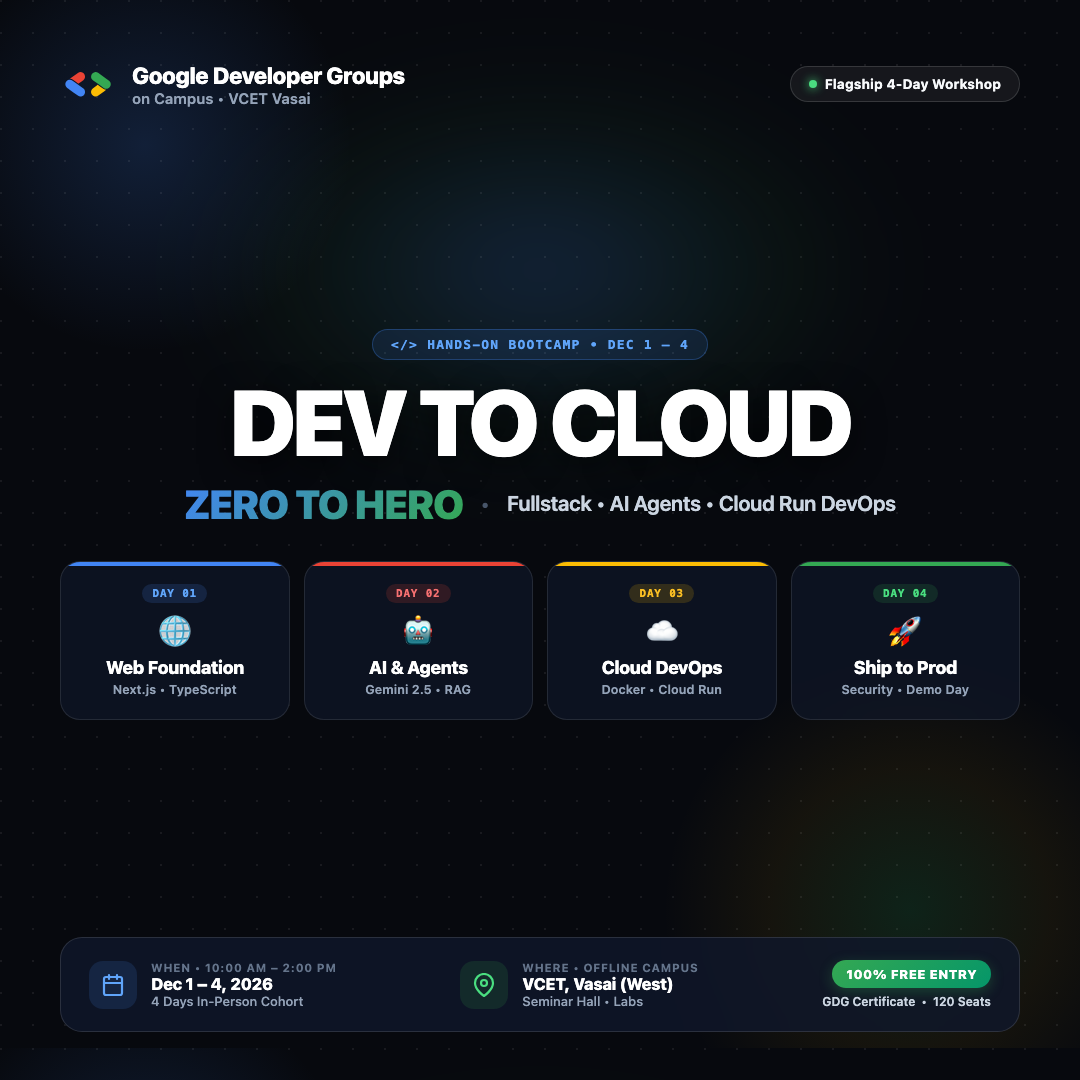 Google Developer Groups
on Campus • VCET Vasai
Flagship 4-Day Workshop
</> HANDS-ON BOOTCAMP • DEC 1 – 4
DEV TO CLOUD
ZERO TO HERO • Fullstack • AI Agents • Cloud Run DevOps
DAY 01
Web Foundation
Next.js • TypeScript
DAY 02
AI & Agents
Gemini 2.5 • RAG
DAY 03
Cloud DevOps
Docker • Cloud Run
DAY 04
Ship to Prod
Security • Demo Day
WHEN • 10:00 AM – 2:00 PM
Dec 1 – 4, 2026
4 Days In-Person Cohort
WHERE • OFFLINE CAMPUS
VCET, Vasai (West)
Seminar Hall • Labs
100% FREE ENTRY
GDG Certificate • 120 Seats